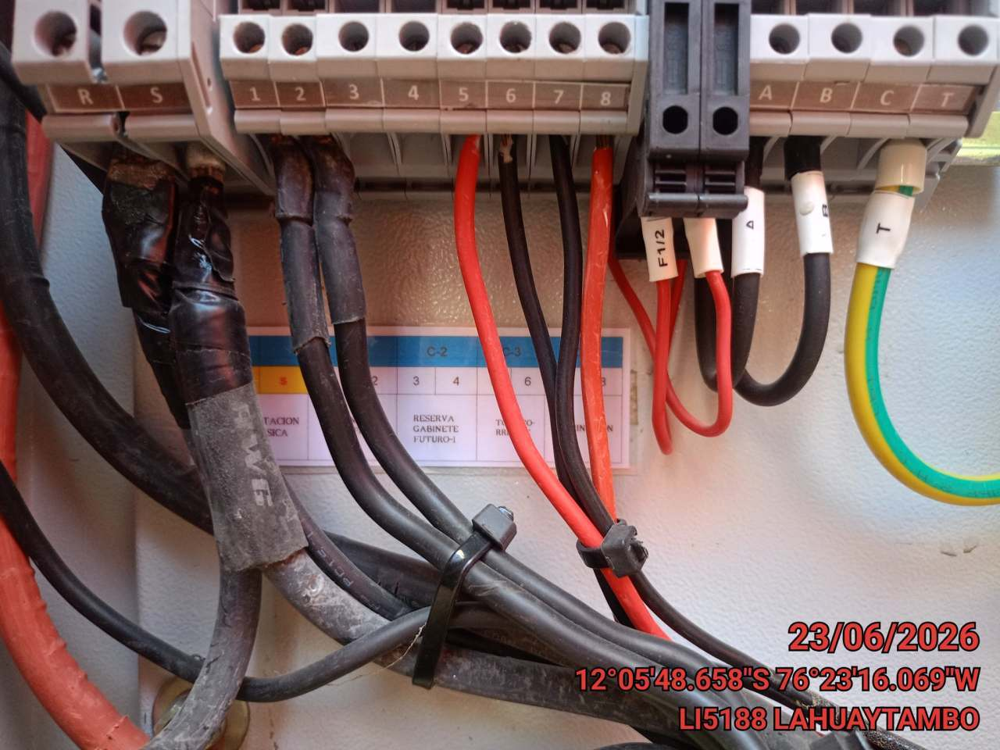 R S 1 2 3 4 5 6 7 8 A B C T
F1/2 A B T
C-2 C-3
S 2 3 4 6
TACION
SICA
RESERVA
GABINETE
FUTURO-1
23/06/2026
12°05'48.658"S 76°23'16.069"W
LI5188 LAHUAYTAMBO